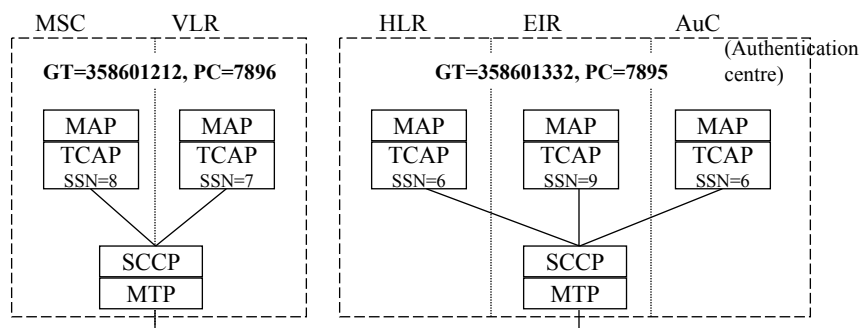 MSC VLR HLR EIR AuC
(Authentication
centre)
GT=358601212, PC=7896 GT=358601332, PC=7895
MAP MAP MAP MAP MAP
TCAP TCAP TCAP TCAP TCAP
SSN=8 SSN=7 SSN=6 SSN=9 SSN=6
SCCP SCCP
MTP MTP